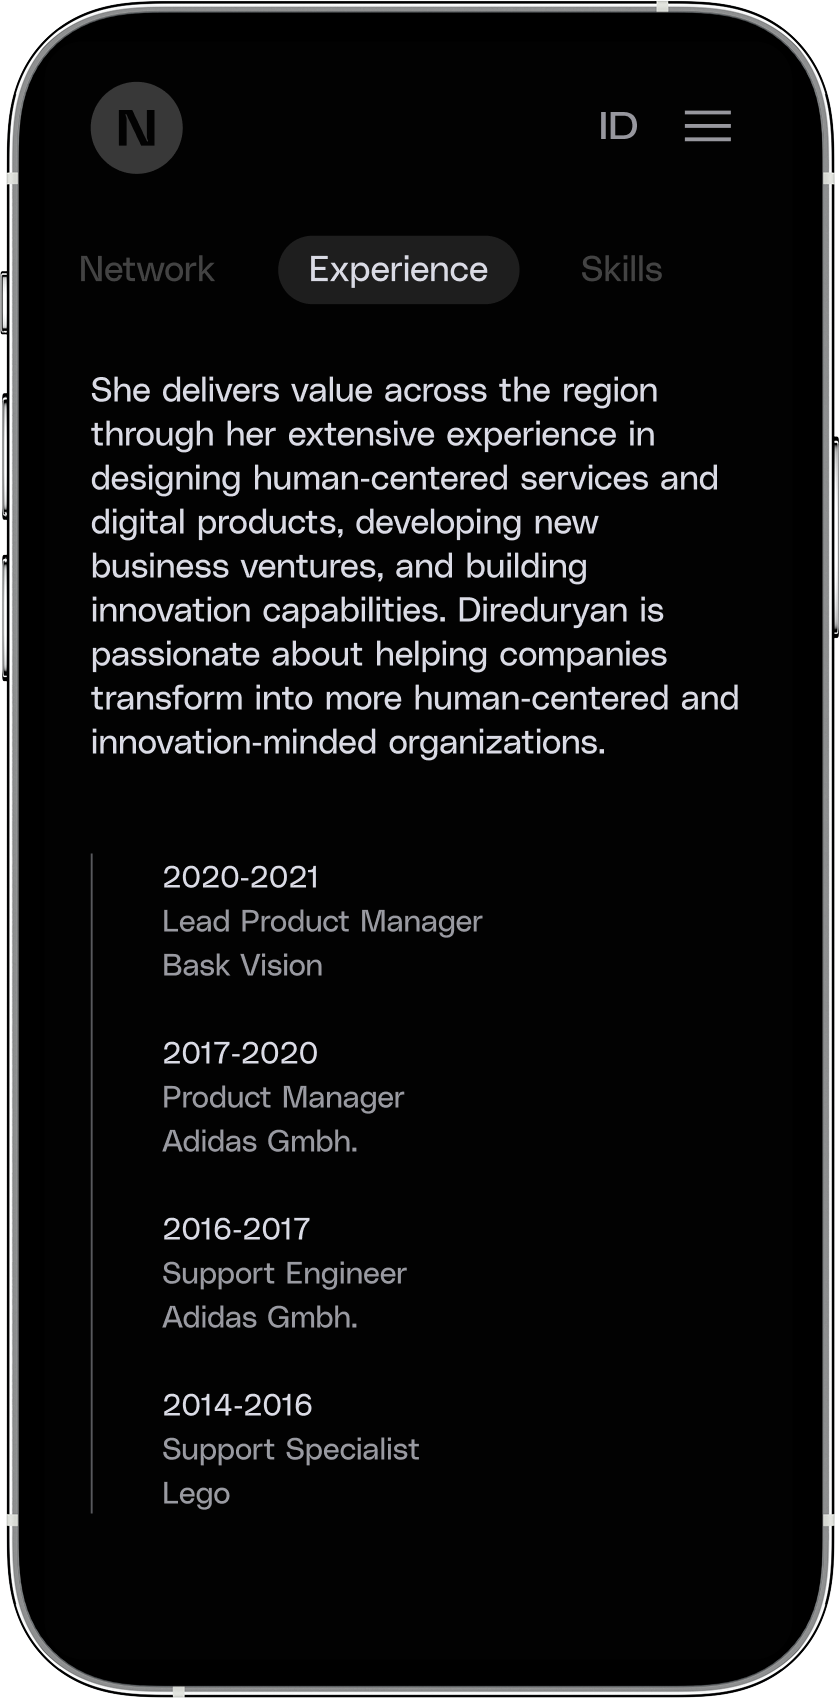 N
ID
Network Experience Skills
She delivers value across the region
through her extensive experience in
designing human-centered services and
digital products, developing new
business ventures, and building
innovation capabilities. Direduryan is
passionate about helping companies
transform into more human-centered and
innovation-minded organizations.
2020-2021
Lead Product Manager
Bask Vision
2017-2020
Product Manager
Adidas Gmbh.
2016-2017
Support Engineer
Adidas Gmbh.
2014-2016
Support Specialist
Lego